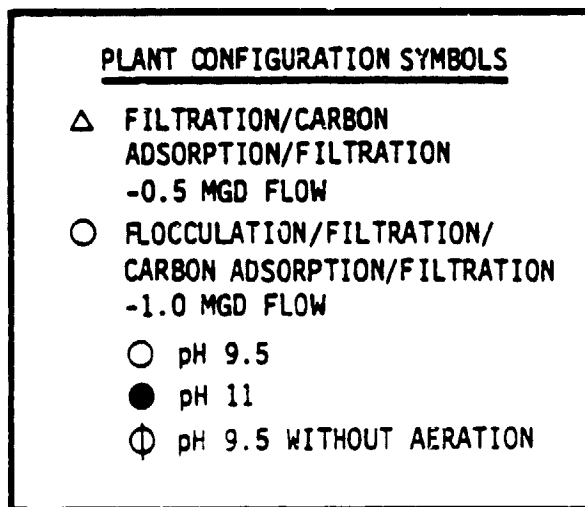 PLANT CONFIGURATION SYMBOLS
△ FILTRATION/CARBON
ADSORPTION/FILTRATION
-0.5 MGD FLOW
○ FLOCCULATION/FILTRATION/
CARBON ADSORPTION/FILTRATION
-1.0 MGD FLOW
○ pH 9.5
● pH 11
⌽ pH 9.5 WITHOUT AERATION